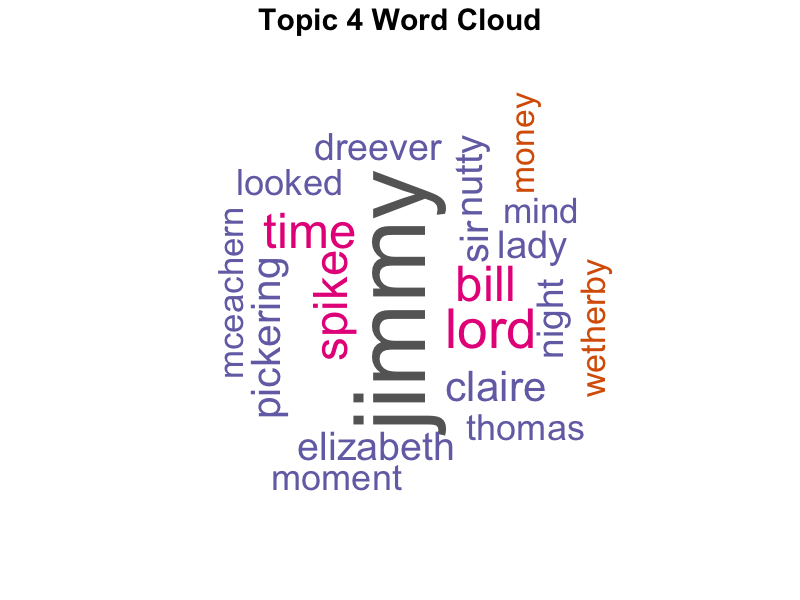 Topic 4 Word Cloud
money
dreever
nutty
looked
mind
mceachern
time
sir
lady
jimmy
spike
bill
pickering
night
wetherby
lord
claire
thomas
elizabeth
moment